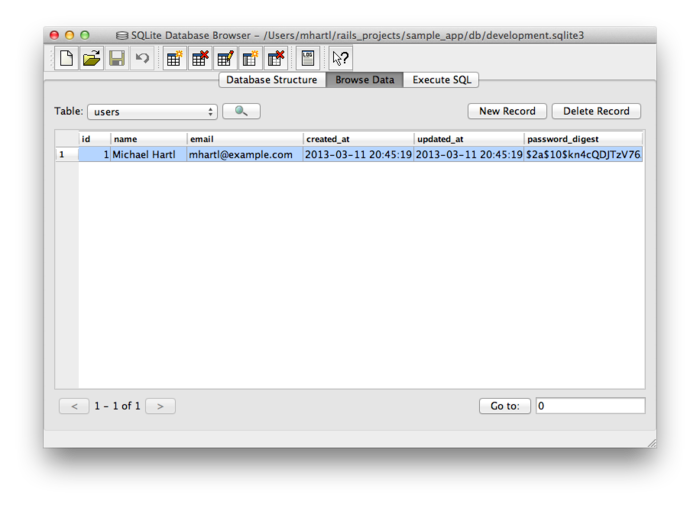 SQLite Database Browser – /Users/mhartl/rails_projects/sample_app/db/development.sqlite3
LOG
Database Structure Browse Data Execute SQL
Table: users New Record Delete Record
id name email created_at updated_at password_digest
1 1 Michael Hartl mhartl@example.com 2013-03-11 20:45:19 2013-03-11 20:45:19 $2a$10$kn4cQDJTzV76
< 1 - 1 of 1 > Go to: 0